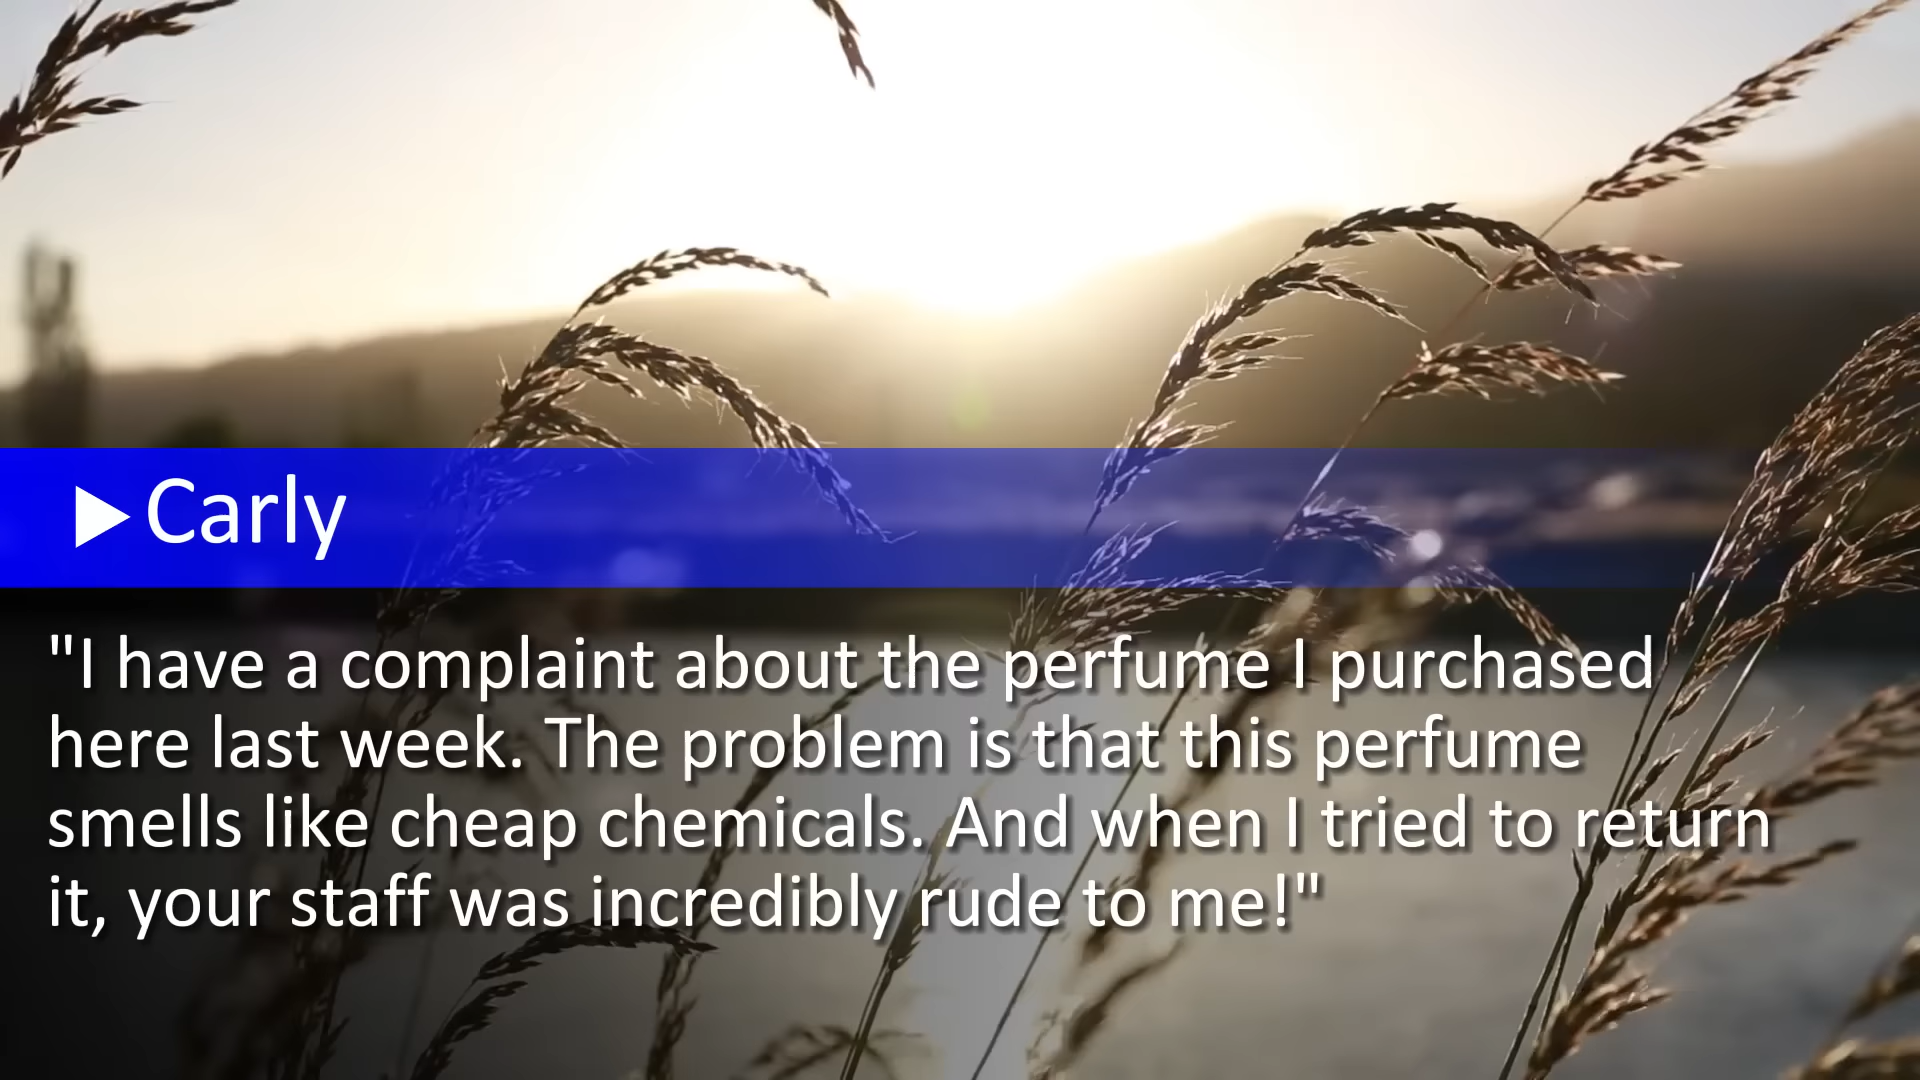 Carly
"I have a complaint about the perfume I purchased
here last week. The problem is that this perfume
smells like cheap chemicals. And when I tried to return
it, your staff was incredibly rude to me!"